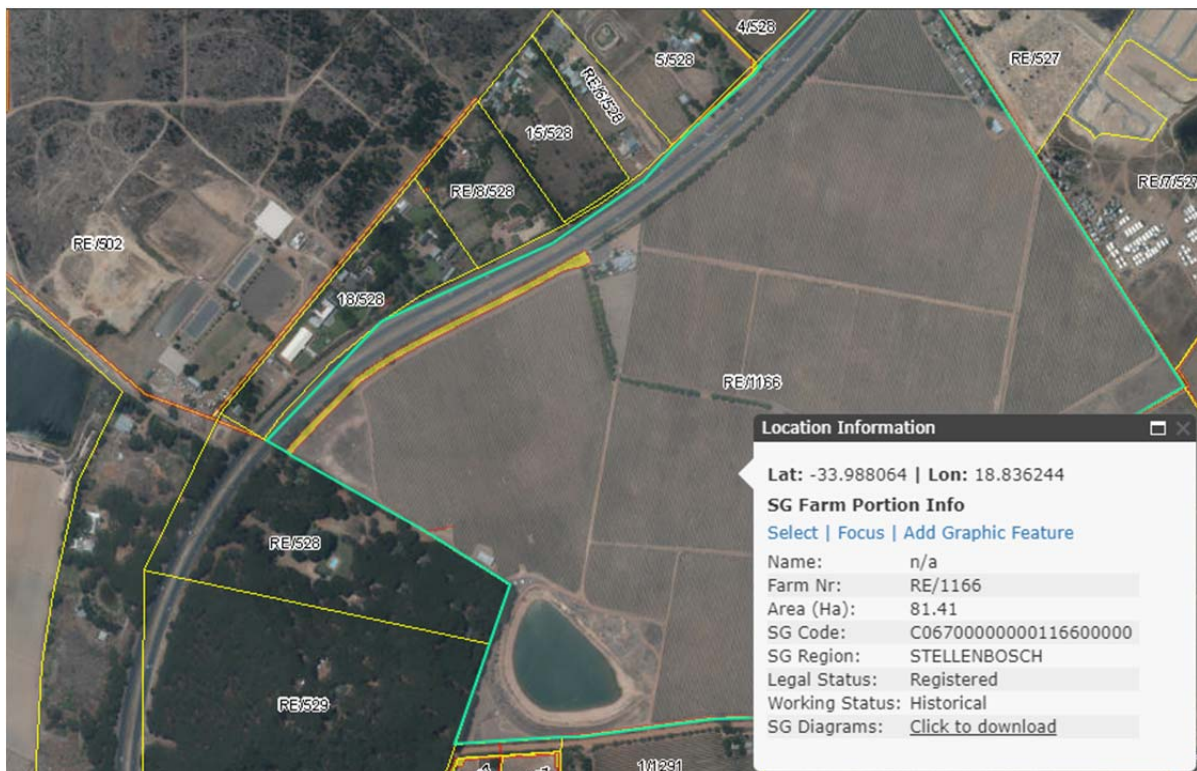 4/528
5/528
RE/527
RE/6/528
15/528
RE/8/528
RE/7/527
RE/502
18/528
RE/1166
Location Information
Lat: -33.988064 | Lon: 18.836244
SG Farm Portion Info
Select | Focus | Add Graphic Feature
Name: n/a
Farm Nr: RE/1166
Area (Ha): 81.41
SG Code: C06700000000116600000
SG Region: STELLENBOSCH
Legal Status: Registered
Working Status: Historical
SG Diagrams: Click to download
RE/528
RE/529
1/1291